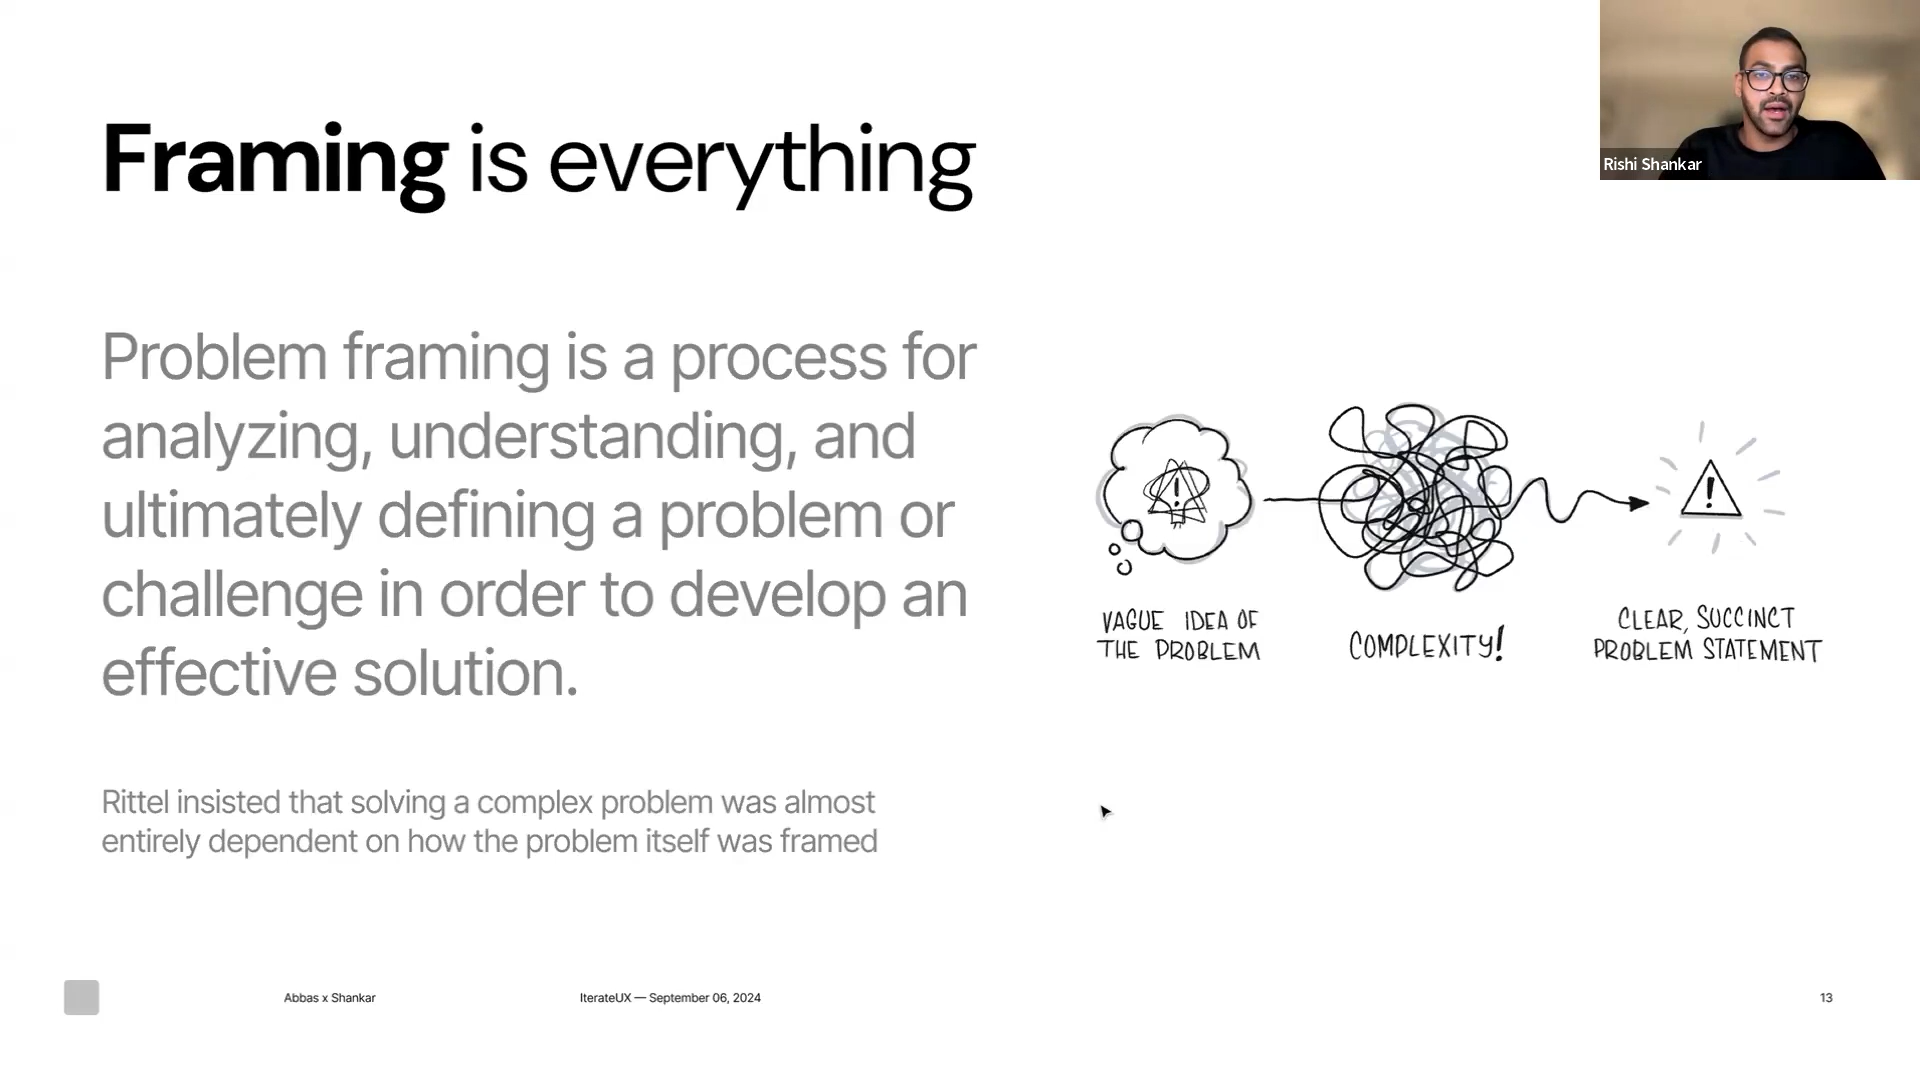 Framing is everything
Rishi Shankar
Problem framing is a process for
analyzing, understanding, and
ultimately defining a problem or
challenge in order to develop an
effective solution.
VAGUE IDEA OF
THE PROBLEM
COMPLEXITY!
CLEAR, SUCCINCT
PROBLEM STATEMENT
Rittel insisted that solving a complex problem was almost
entirely dependent on how the problem itself was framed
Abbas x Shankar
IterateUX — September 06, 2024
13